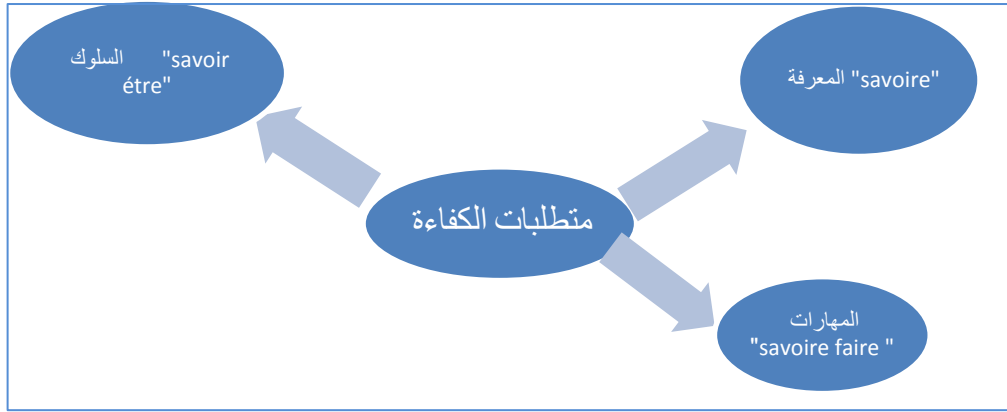 السلوك "savoir
étre"
المعرفة "savoire"
متطلبات الكفاءة
المهارات
"savoire faire "